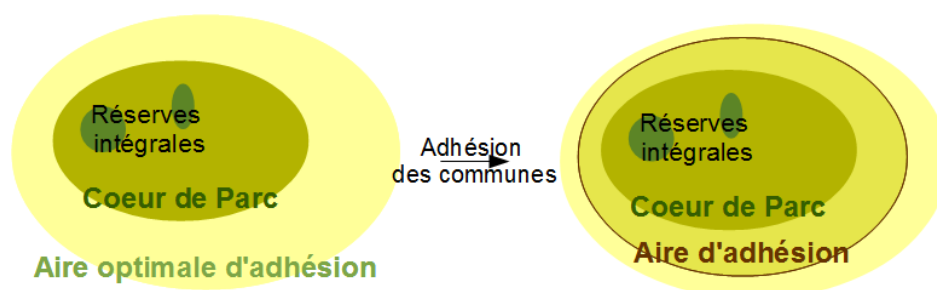 Réserves
intégrales
Coeur de Parc
Aire optimale d'adhésion
Adhésion
des communes
Réserves
intégrales
Coeur de Parc
Aire d'adhésion